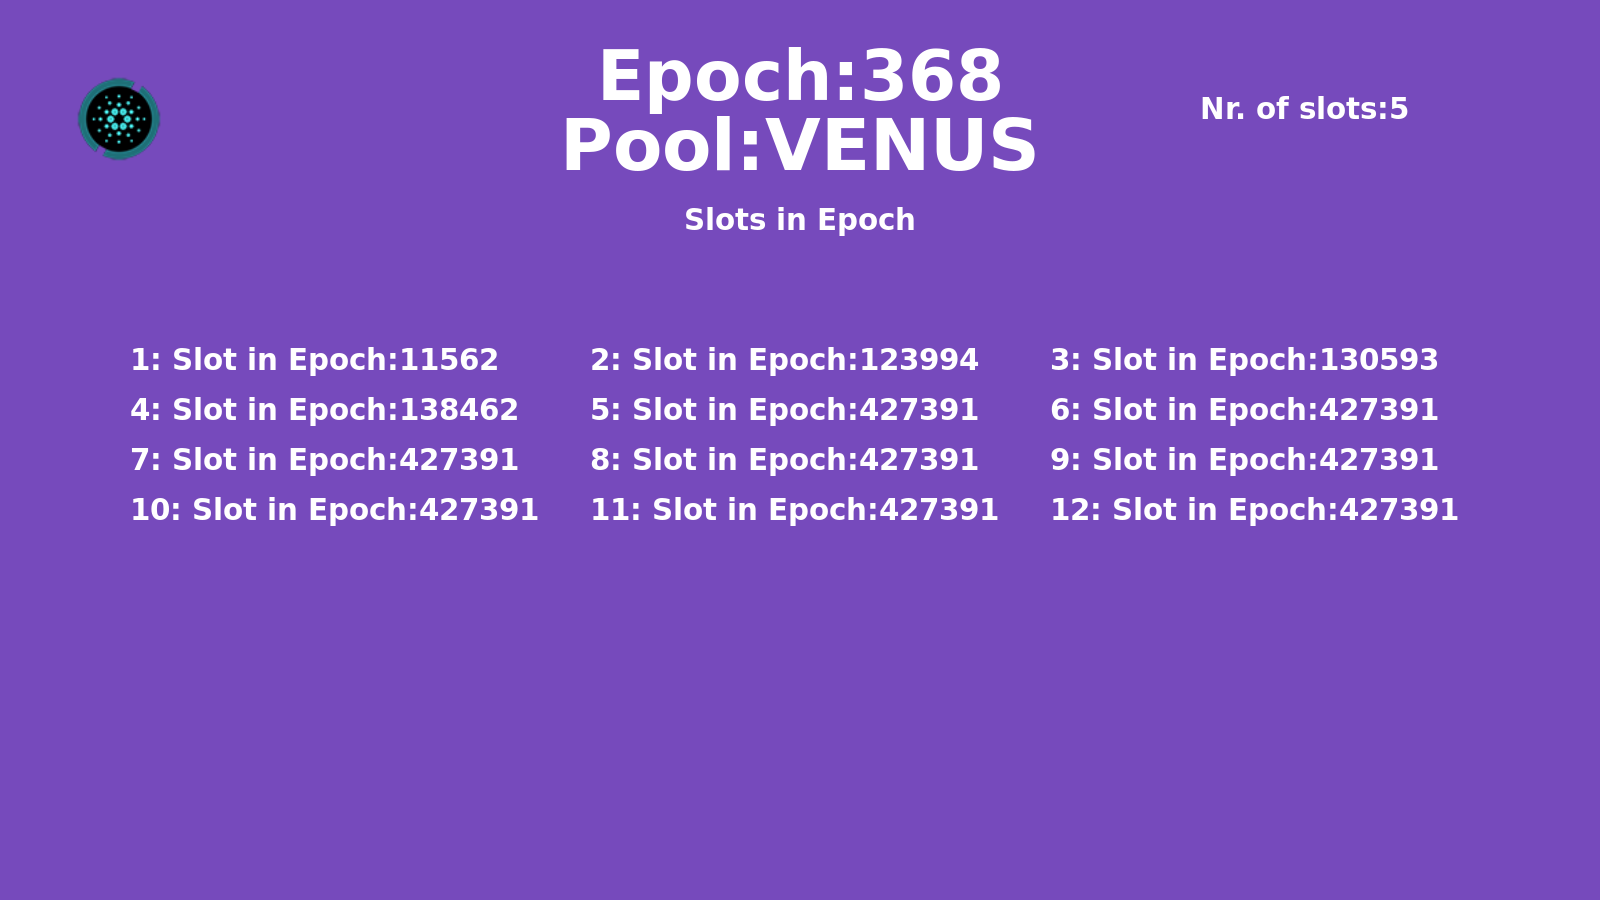 Epoch:368
Pool:VENUS
Nr. of slots:5
Slots in Epoch
1: Slot in Epoch:11562 2: Slot in Epoch:123994 3: Slot in Epoch:130593
4: Slot in Epoch:138462 5: Slot in Epoch:427391 6: Slot in Epoch:427391
7: Slot in Epoch:427391 8: Slot in Epoch:427391 9: Slot in Epoch:427391
10: Slot in Epoch:427391 11: Slot in Epoch:427391 12: Slot in Epoch:427391